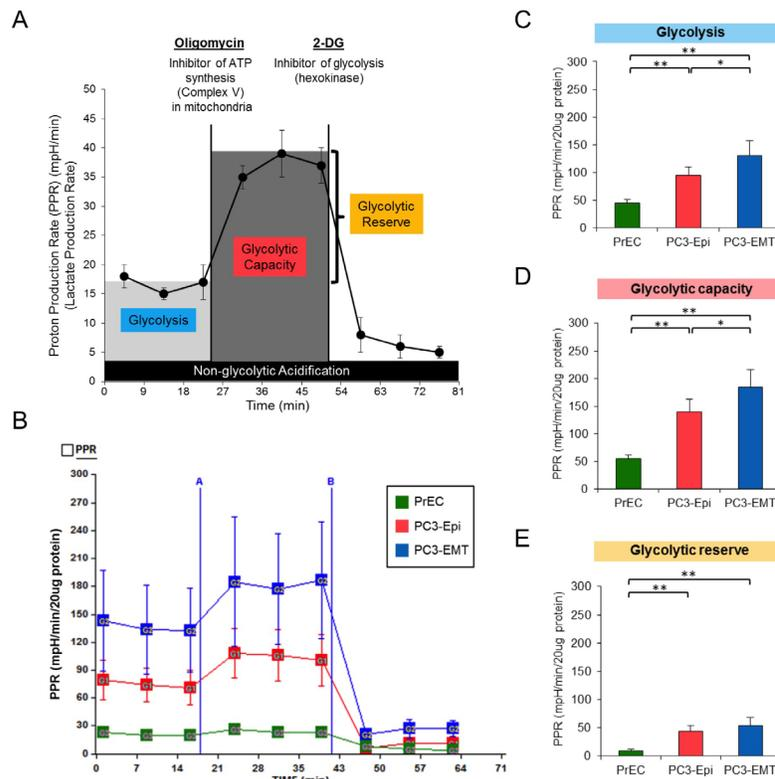 A
Oligomycin
Inhibitor of ATP
synthesis
(Complex V)
in mitochondria
2-DG
Inhibitor of glycolysis
(hexokinase)
Proton Production Rate (PPR) (mpH/min)
(Lactate Production Rate)
50
45
40
35
30
25
20
15
10
5
0
Glycolysis
Glycolytic
Capacity
Glycolytic
Reserve
Non-glycolytic Acidification
0 9 18 27 36 45 54 63 72 81
Time (min)
B
PPR
PPR (mpH/min/20ug protein)
300
270
240
210
180
150
120
90
60
30
0
A
B
PrEC
PC3-Epi
PC3-EMT
0 7 14 21 28 35 43 50 57 64 71
TIME (min)
C
Glycolysis
PPR (mpH/min/20ug protein)
300
250
200
150
100
50
0
**
** *
PrEC PC3-Epi PC3-EMT
D
Glycolytic capacity
PPR (mpH/min/20ug protein)
300
250
200
150
100
50
0
**
** *
PrEC PC3-Epi PC3-EMT
E
Glycolytic reserve
PPR (mpH/min/20ug protein)
300
250
200
150
100
50
0
**
**
PrEC PC3-Epi PC3-EMT